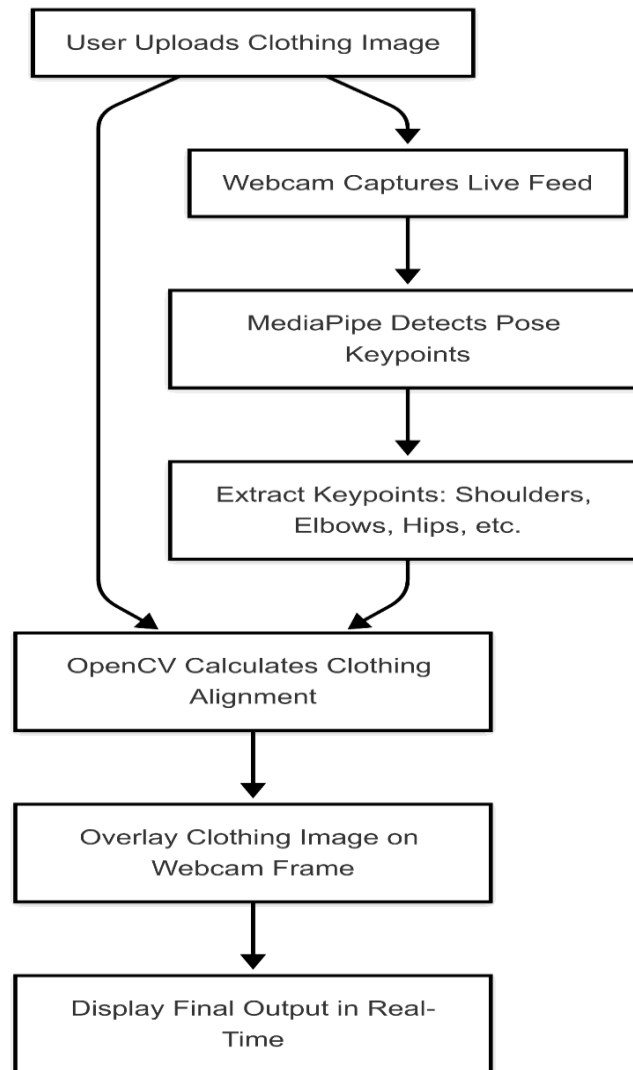 User Uploads Clothing Image
Webcam Captures Live Feed
MediaPipe Detects Pose
Keypoints
Extract Keypoints: Shoulders,
Elbows, Hips, etc.
OpenCV Calculates Clothing
Alignment
Overlay Clothing Image on
Webcam Frame
Display Final Output in Real-
Time